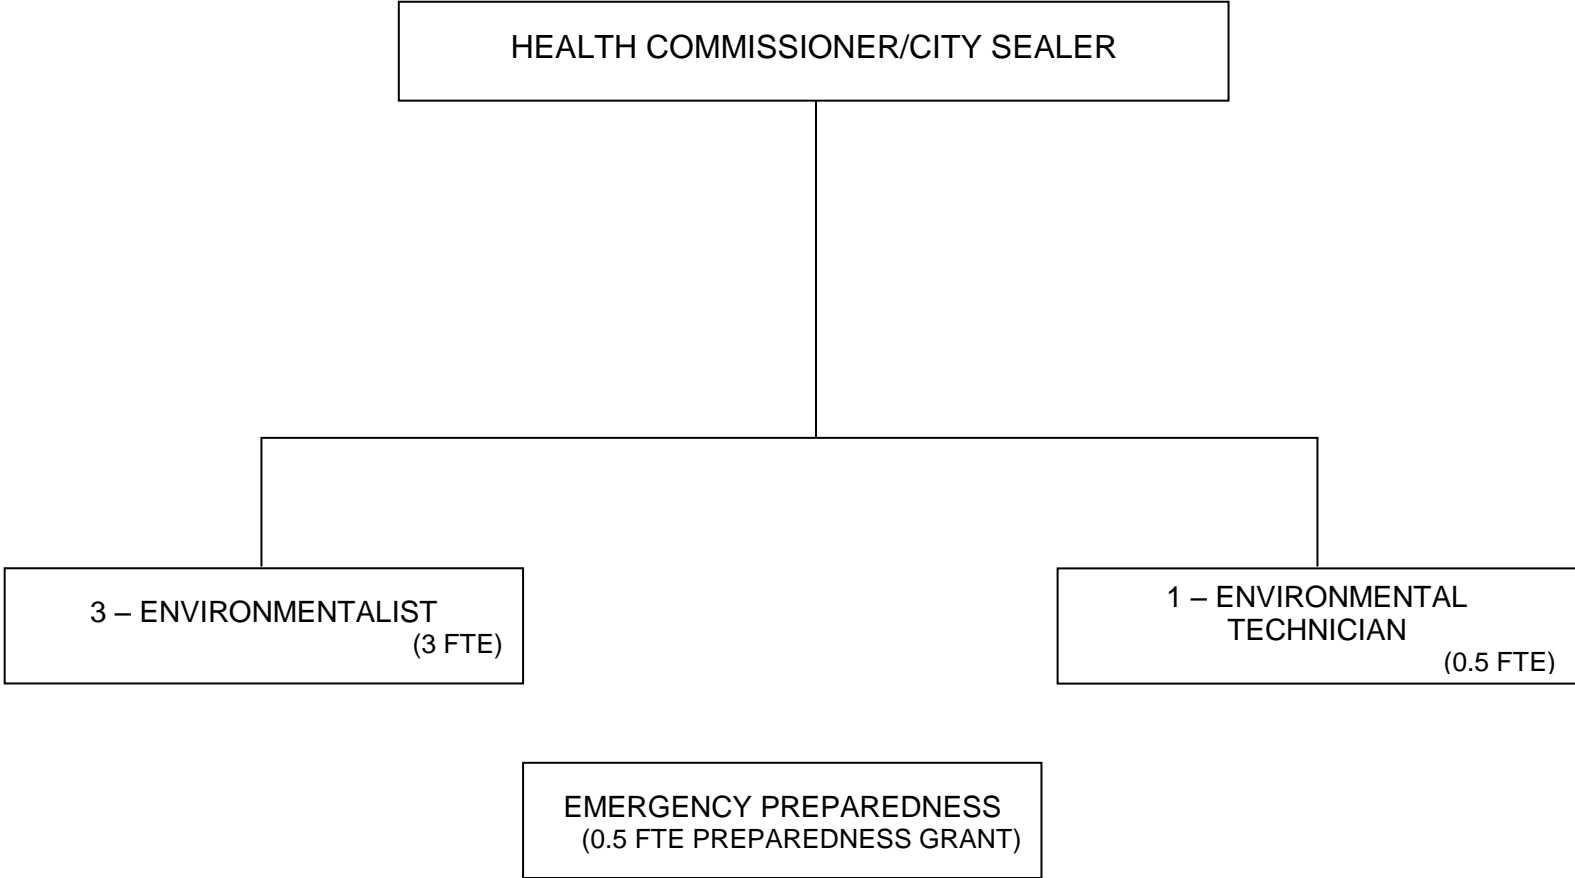 HEALTH COMMISSIONER/CITY SEALER
3 – ENVIRONMENTALIST
(3 FTE)
1 – ENVIRONMENTAL
TECHNICIAN
(0.5 FTE)
EMERGENCY PREPAREDNESS
(0.5 FTE PREPAREDNESS GRANT)